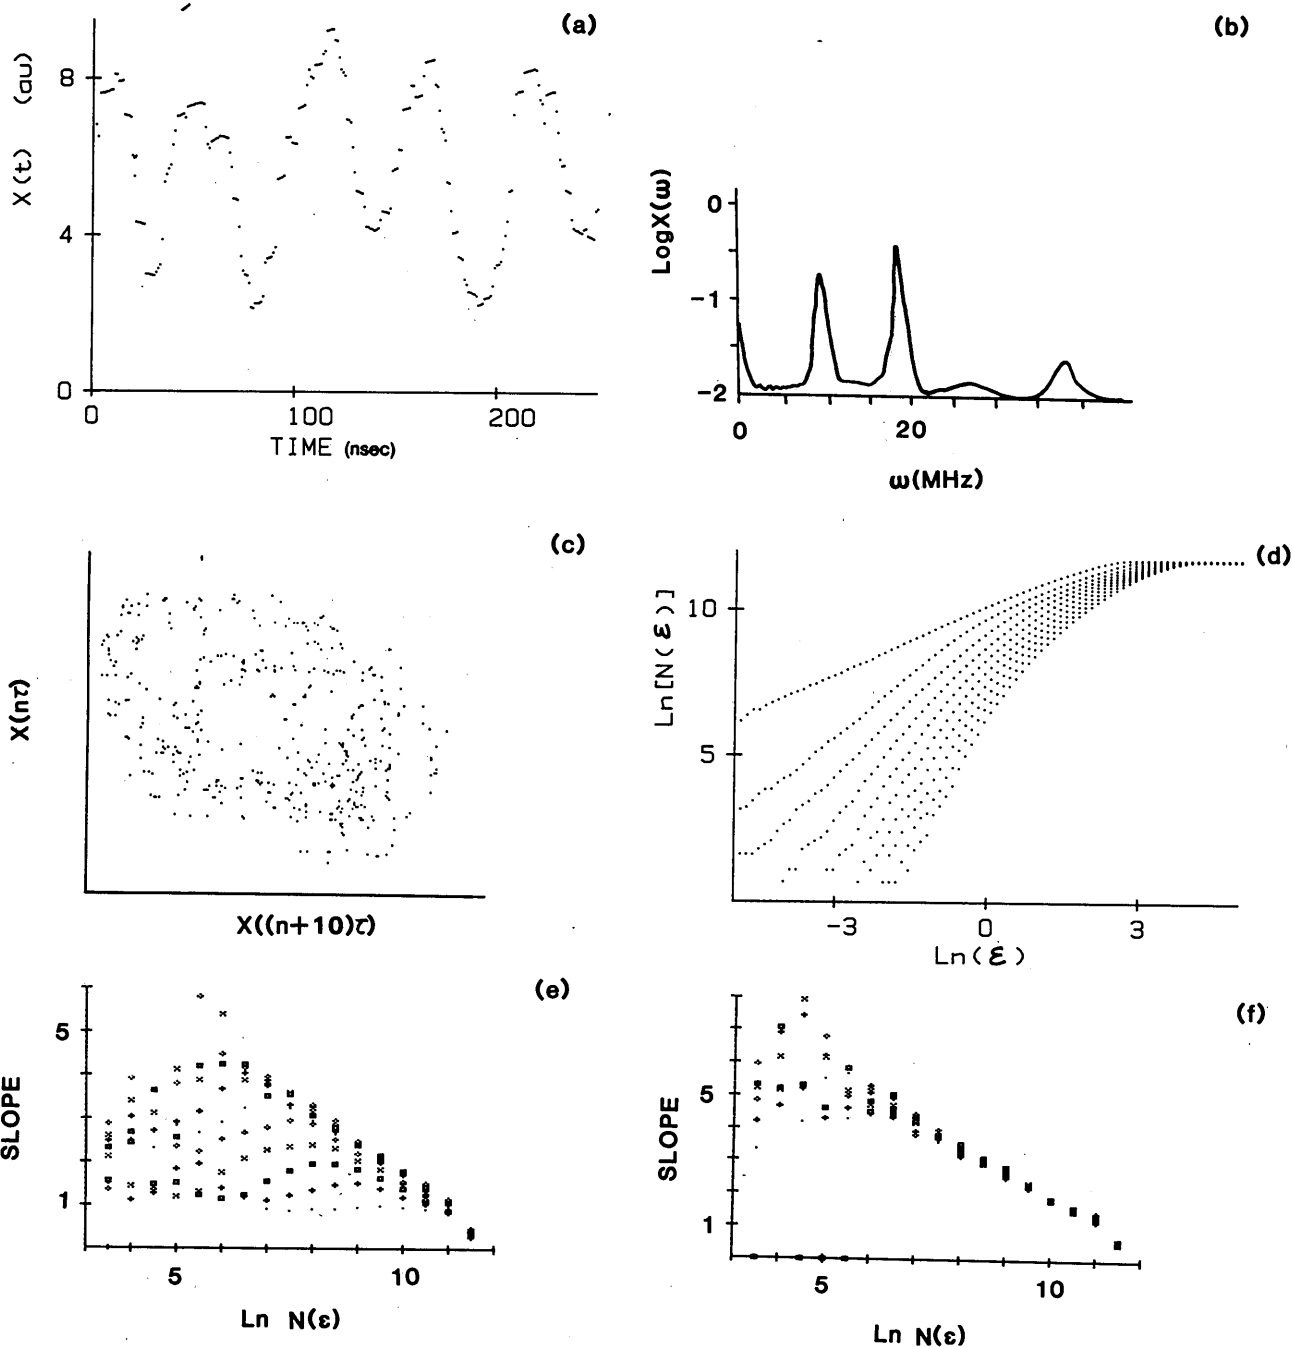 (a)
X(t) (au)
8
4
0
0 100 200
TIME (nsec)
(b)
LogX(ω)
0
-1
-2
0 20
ω(MHz)
(c)
X(nτ)
X((n+10)τ)
(d)
Ln[N(ε)]
10
5
-3 0 3
Ln(ε)
(e)
SLOPE
5
1
5 10
Ln N(ε)
(f)
SLOPE
5
1
5 10
Ln N(ε)